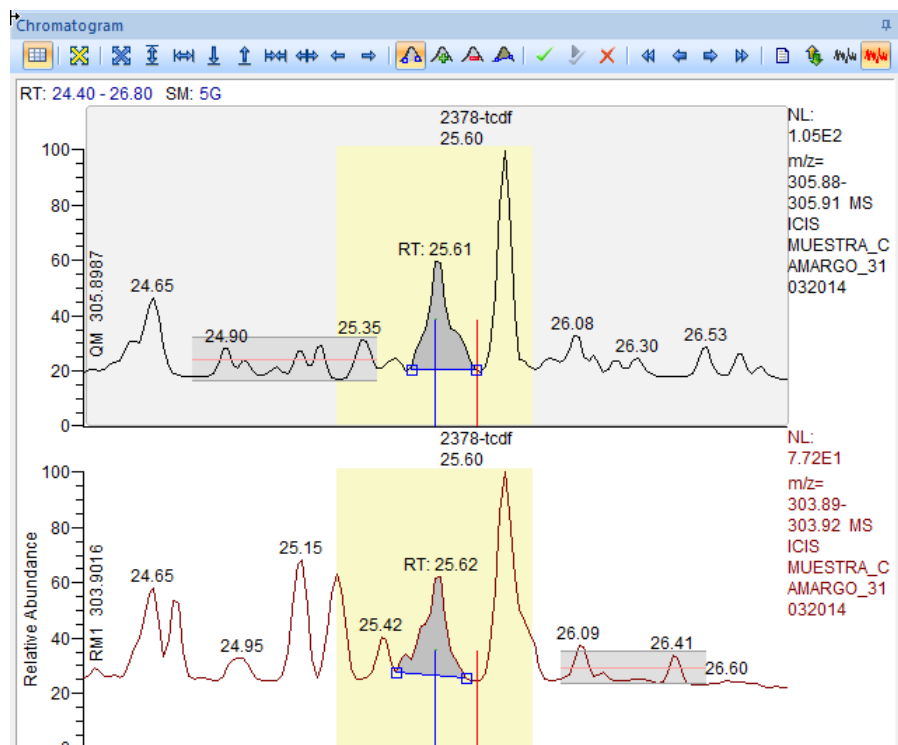 Chromatogram
RT: 24.40 - 26.80 SM: 5G
2378-tcdf
25.60
NL:
1.05E2
m/z=
305.88-
305.91 MS
ICIS
MUESTRA_C
AMARGO_31
032014
100
80
60
40
20
0
QM 305.8987
24.65
24.90
25.35
RT: 25.61
26.08
26.30
26.53
2378-tcdf
25.60
NL:
7.72E1
m/z=
303.89-
303.92 MS
ICIS
MUESTRA_C
AMARGO_31
032014
Relative Abundance
100
80
60
40
20
RM1 303.9016
24.65
24.95
25.15
25.42
RT: 25.62
26.09
26.41
26.60